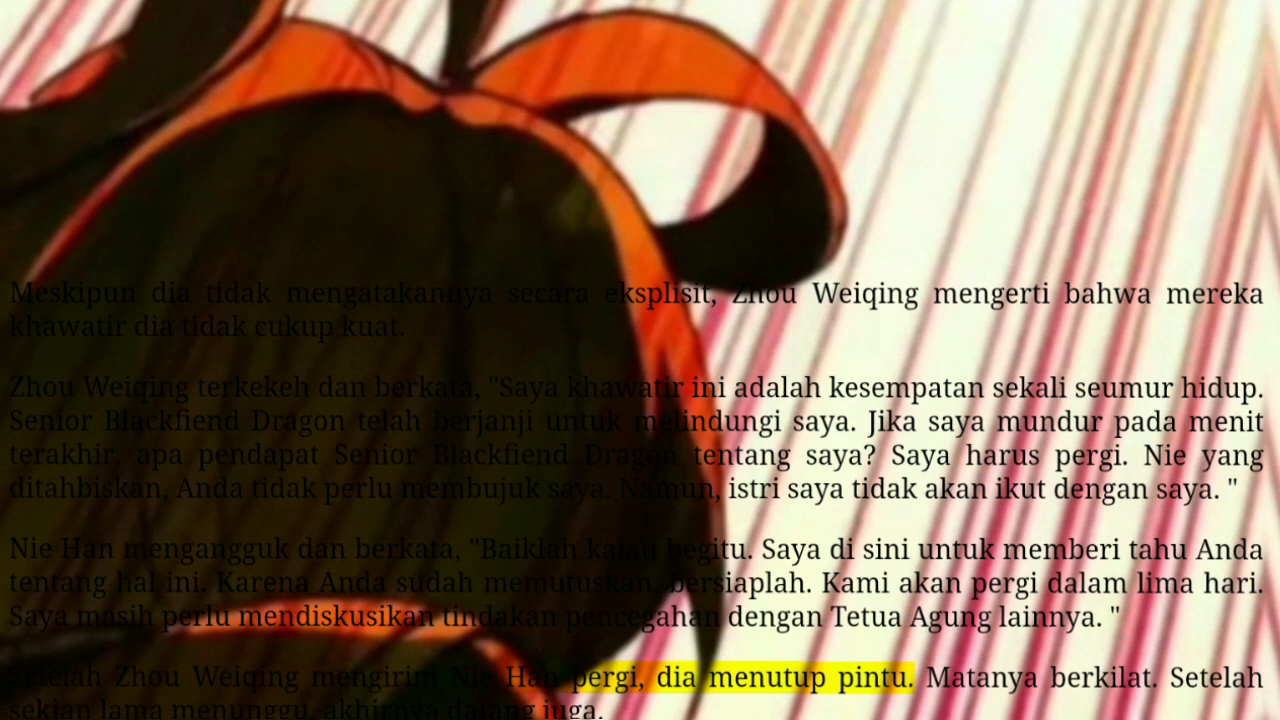 Meskipun dia tidak mengatakannya secara eksplisit, Zhou Weiqing mengerti bahwa mereka
khawatir dia tidak cukup kuat.
Zhou Weiqing terkekeh dan berkata, "Saya khawatir ini adalah kesempatan sekali seumur hidup.
Senior Blackfiend Dragon telah berjanji untuk melindungi saya. Jika saya mundur pada menit
terakhir, apa pendapat Senior Blackfiend Dragon tentang saya? Saya harus pergi. Nie yang
ditahbiskan, Anda tidak perlu membujuk saya. Namun, istri saya tidak akan ikut dengan saya. "
Nie Han mengangguk dan berkata, "Baiklah kalau begitu. Saya di sini untuk memberi tahu Anda
tentang hal ini. Karena Anda sudah memutuskan, bersiaplah. Kami akan pergi dalam lima hari.
Saya masih perlu mendiskusikan tindakan pencegahan dengan Tetua Agung lainnya. "
Setelah Zhou Weiqing mengirim Nie Han pergi, dia menutup pintu. Matanya berkilat. Setelah
sekian lama menunggu, akhirnya datang juga.